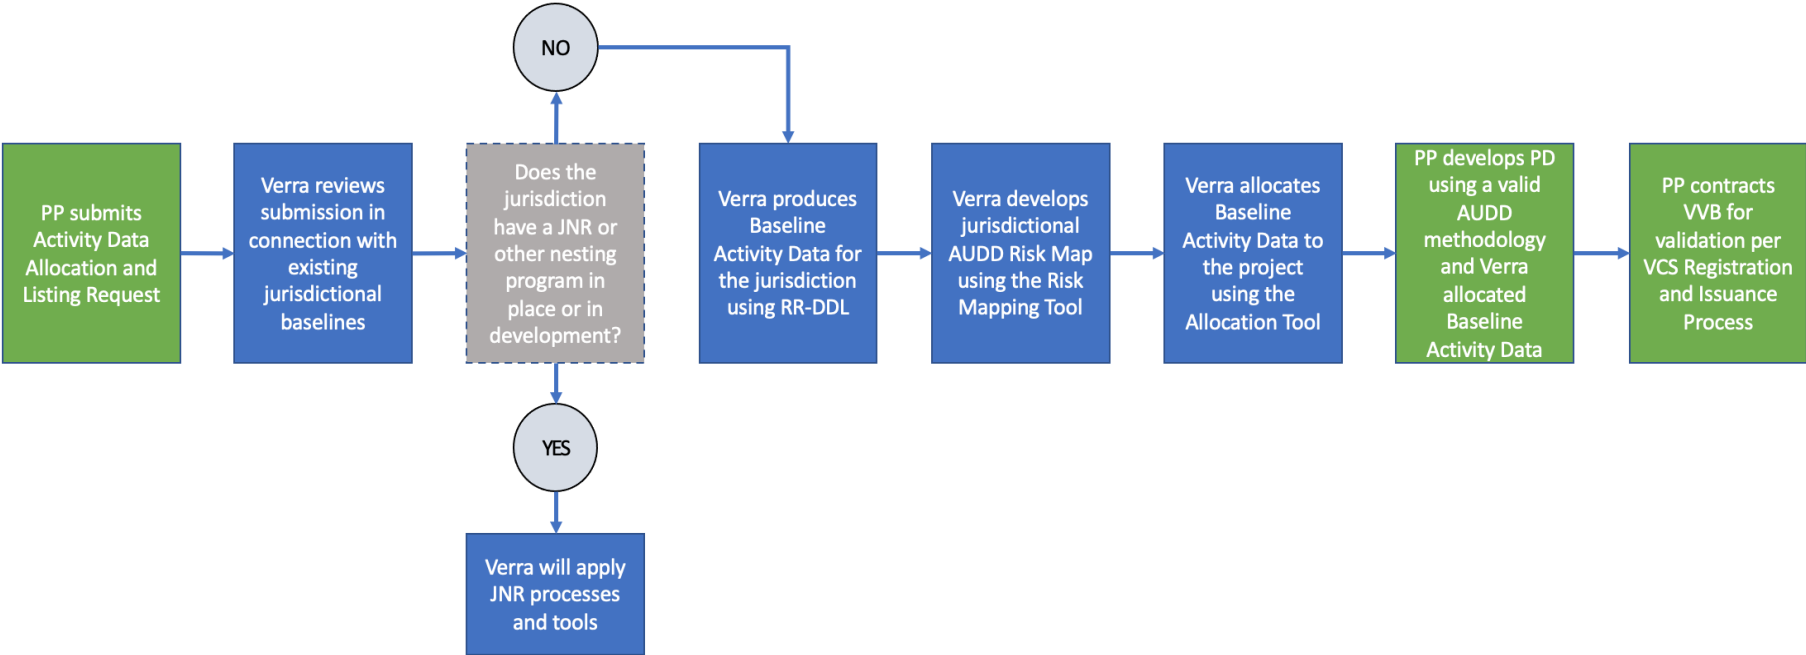 NO
PP submits
Activity Data
Allocation and
Listing Request
Verra reviews
submission in
connection with
existing
jurisdictional
baselines
Does the
jurisdiction
have a JNR or
other nesting
program in
place or in
development?
Verra produces
Baseline
Activity Data for
the jurisdiction
using RR-DDL
Verra develops
jurisdictional
AUDD Risk Map
using the Risk
Mapping Tool
Verra allocates
Baseline
Activity Data to
the project
using the
Allocation Tool
PP develops PD
using a valid
AUDD
methodology
and Verra
allocated
Baseline
Activity Data
PP contracts
VVB for
validation per
VCS Registration
and Issuance
Process
YES
Verra will apply
JNR processes
and tools